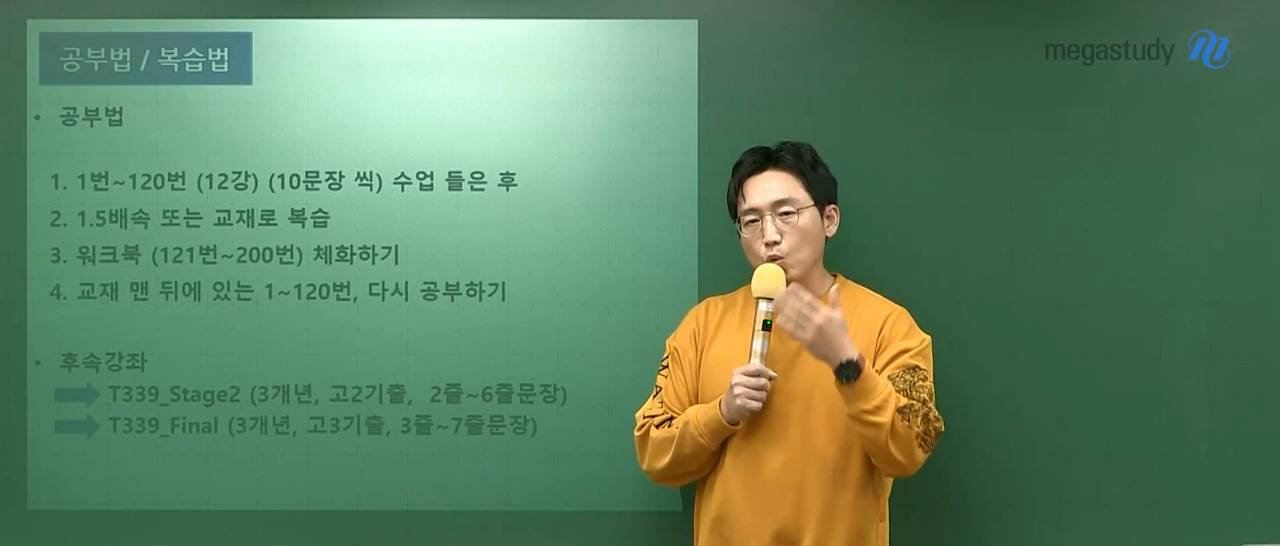 공부법 / 복습법
megastudy
• 공부법
1. 1번~120번 (12강) (10문장 씩) 수업 들은 후
2. 1.5배속 또는 교재로 복습
3. 워크북 (121번~200번) 체화하기
4. 교재 맨 뒤에 있는 1~120번, 다시 공부하기
• 후속강좌
T339_Stage2 (3개년, 고2기출, 2줄~6줄문장)
T339_Final (3개년, 고3기출, 3줄~7줄문장)